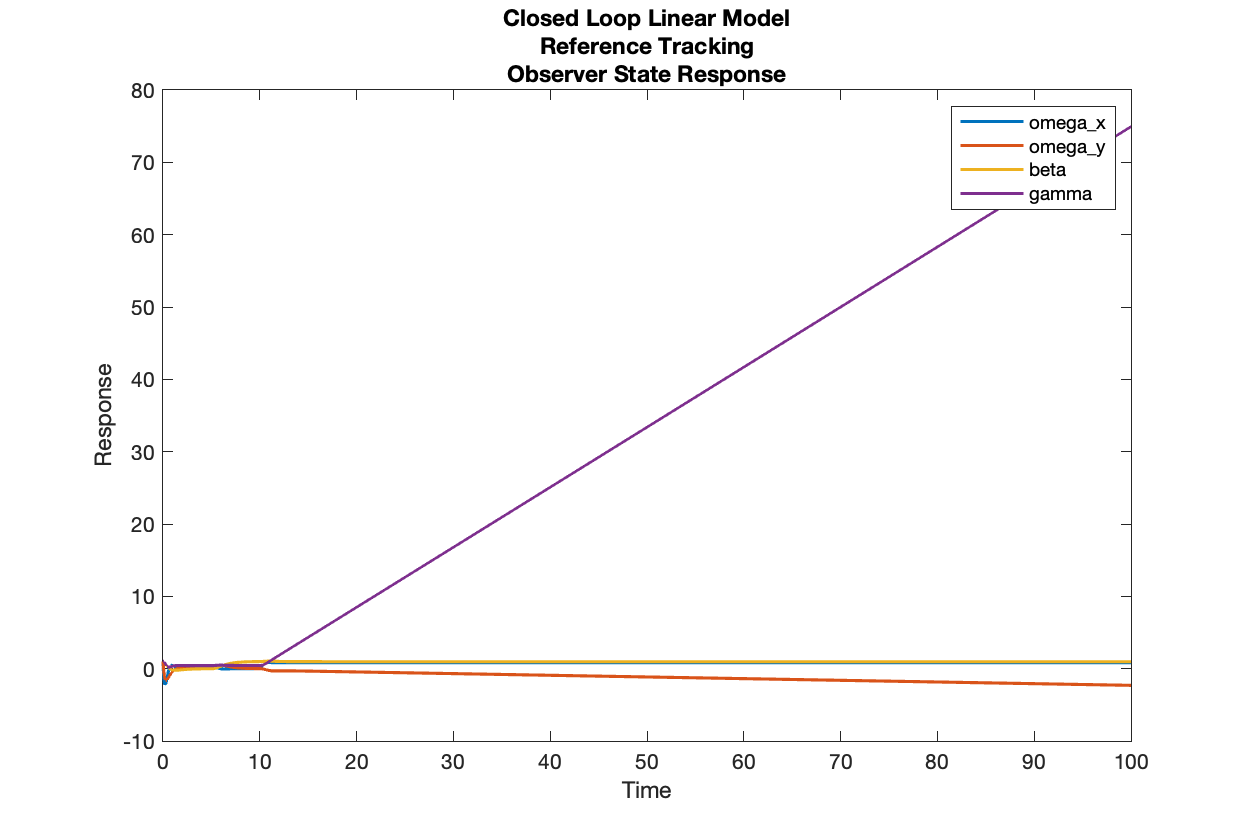 Closed Loop Linear Model
Reference Tracking
Observer State Response
80
70
60
50
40
30
20
10
0
-10
Response
omega_x
omega_y
beta
gamma
0 10 20 30 40 50 60 70 80 90 100
Time